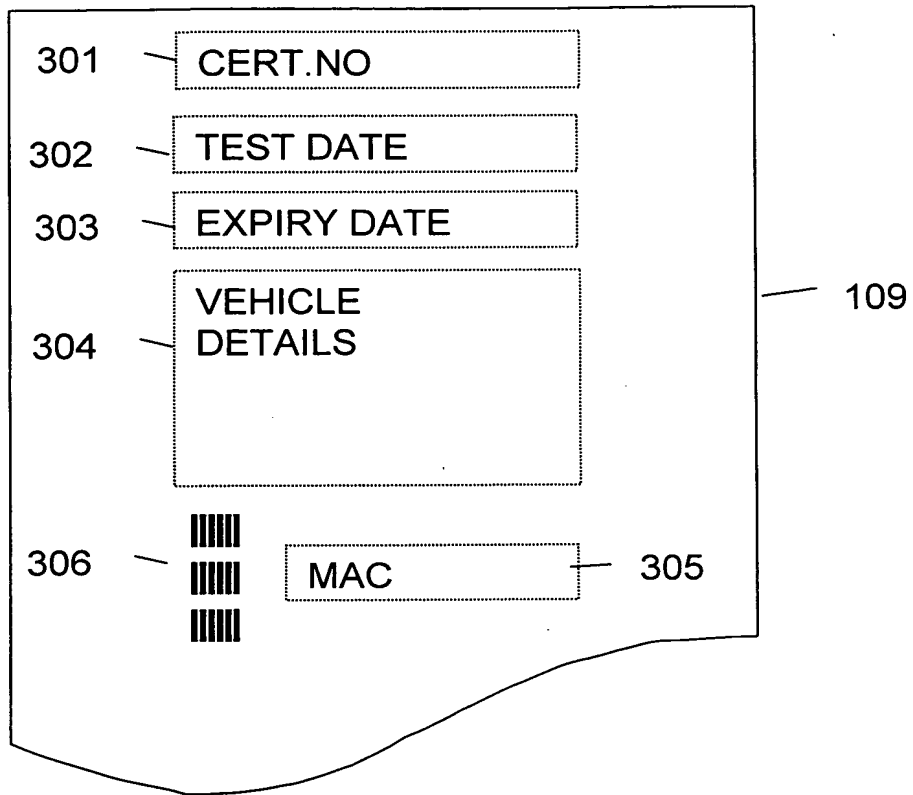 301 CERT.NO
302 TEST DATE
303 EXPIRY DATE
109
304 VEHICLE
DETAILS
306 MAC 305